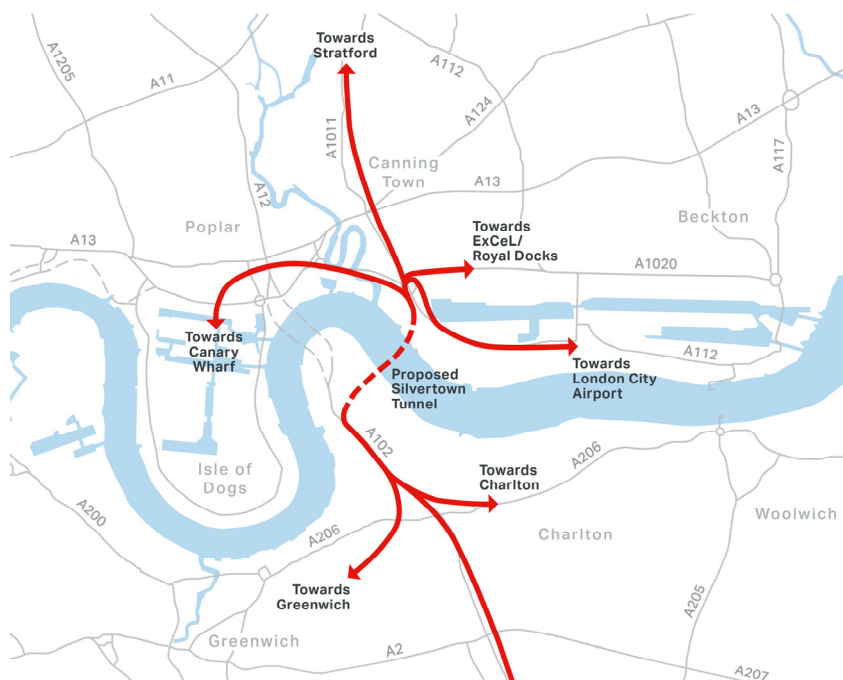 Towards
Stratford
A1205
A11
A112
A124
A13
A1011
A117
Canning
Town
A13
A12
Poplar
Beckton
Towards
ExCeL/
Royal Docks
A13
A1020
Towards
Canary
Wharf
Proposed
Silvertown
Tunnel
A112
Towards
London City
Airport
A102
A206
Isle of
Dogs
Towards
Charlton
A200
A206
Charlton
Woolwich
Towards
Greenwich
A205
Greenwich
A2
A207